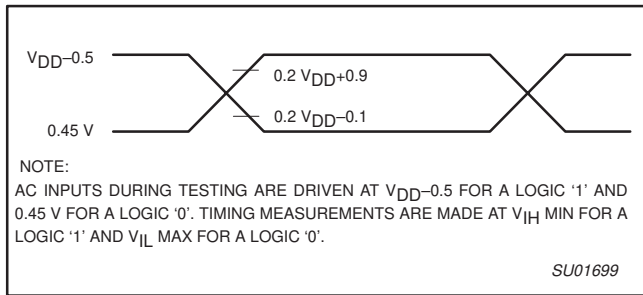 VDD–0.5
0.2 VDD+0.9
0.2 VDD–0.1
0.45 V
NOTE:
AC INPUTS DURING TESTING ARE DRIVEN AT VDD–0.5 FOR A LOGIC ‘1’ AND
0.45 V FOR A LOGIC ‘0’. TIMING MEASUREMENTS ARE MADE AT VIH MIN FOR A
LOGIC ‘1’ AND VIL MAX FOR A LOGIC ‘0’.
SU01699